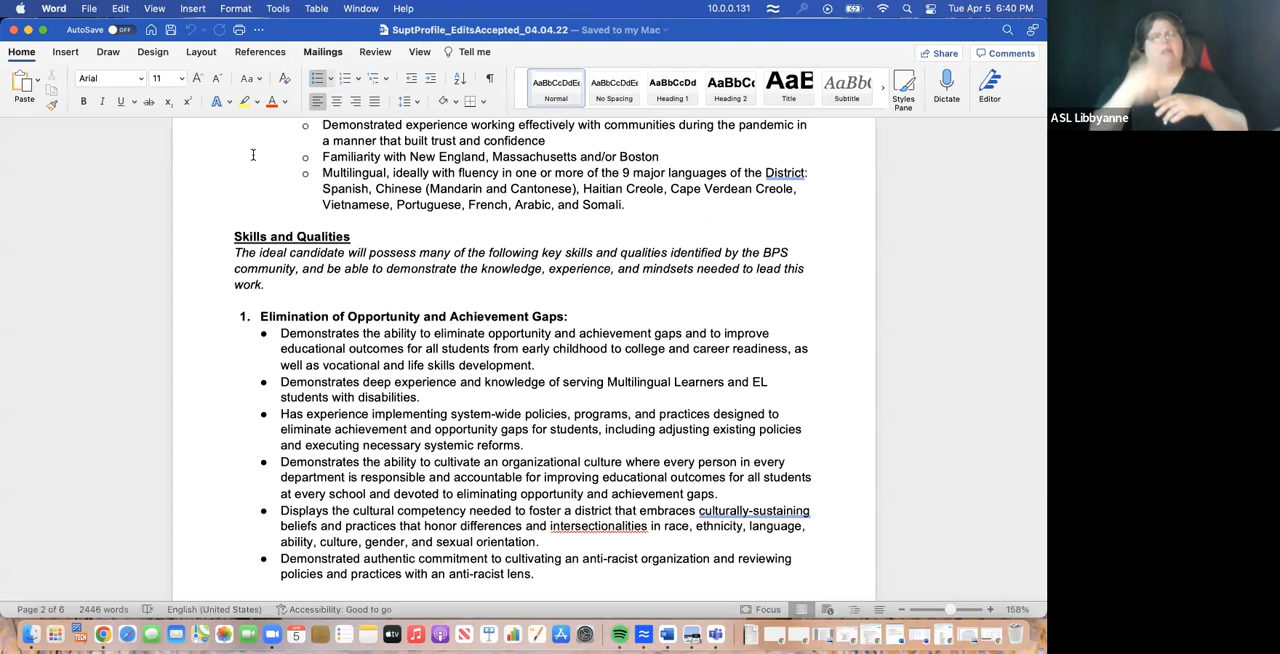 Word File Edit View Insert Format Tools Table Window Help 10.0.0.131 Tue Apr 5 6:40 PM
AutoSave OFF SuptProfile_EditsAccepted_04.04.22 — Saved to my Mac
Home Insert Draw Design Layout References Mailings Review View Tell me Share Comments
Paste Arial 11 Aa AaBbCcDdEe AaBbCcDdEe AaBbCcDd AaBbCc AaB AaBb(
B I U ab x₂ x² A A Normal No Spacing Heading 1 Heading 2 Title Subtitle Styles Pane Dictate Editor
ASL Libbyanne
○ Demonstrated experience working effectively with communities during the pandemic in
a manner that built trust and confidence
○ Familiarity with New England, Massachusetts and/or Boston
○ Multilingual, ideally with fluency in one or more of the 9 major languages of the District:
Spanish, Chinese (Mandarin and Cantonese), Haitian Creole, Cape Verdean Creole,
Vietnamese, Portuguese, French, Arabic, and Somali.
Skills and Qualities
The ideal candidate will possess many of the following key skills and qualities identified by the BPS
community, and be able to demonstrate the knowledge, experience, and mindsets needed to lead this
work.
1. Elimination of Opportunity and Achievement Gaps:
● Demonstrates the ability to eliminate opportunity and achievement gaps and to improve
educational outcomes for all students from early childhood to college and career readiness, as
well as vocational and life skills development.
● Demonstrates deep experience and knowledge of serving Multilingual Learners and EL
students with disabilities.
● Has experience implementing system-wide policies, programs, and practices designed to
eliminate achievement and opportunity gaps for students, including adjusting existing policies
and executing necessary systemic reforms.
● Demonstrates the ability to cultivate an organizational culture where every person in every
department is responsible and accountable for improving educational outcomes for all students
at every school and devoted to eliminating opportunity and achievement gaps.
● Displays the cultural competency needed to foster a district that embraces culturally-sustaining
beliefs and practices that honor differences and intersectionalities in race, ethnicity, language,
ability, culture, gender, and sexual orientation.
● Demonstrated authentic commitment to cultivating an anti-racist organization and reviewing
policies and practices with an anti-racist lens.
Page 2 of 6 2446 words English (United States) Accessibility: Good to go Focus 158%